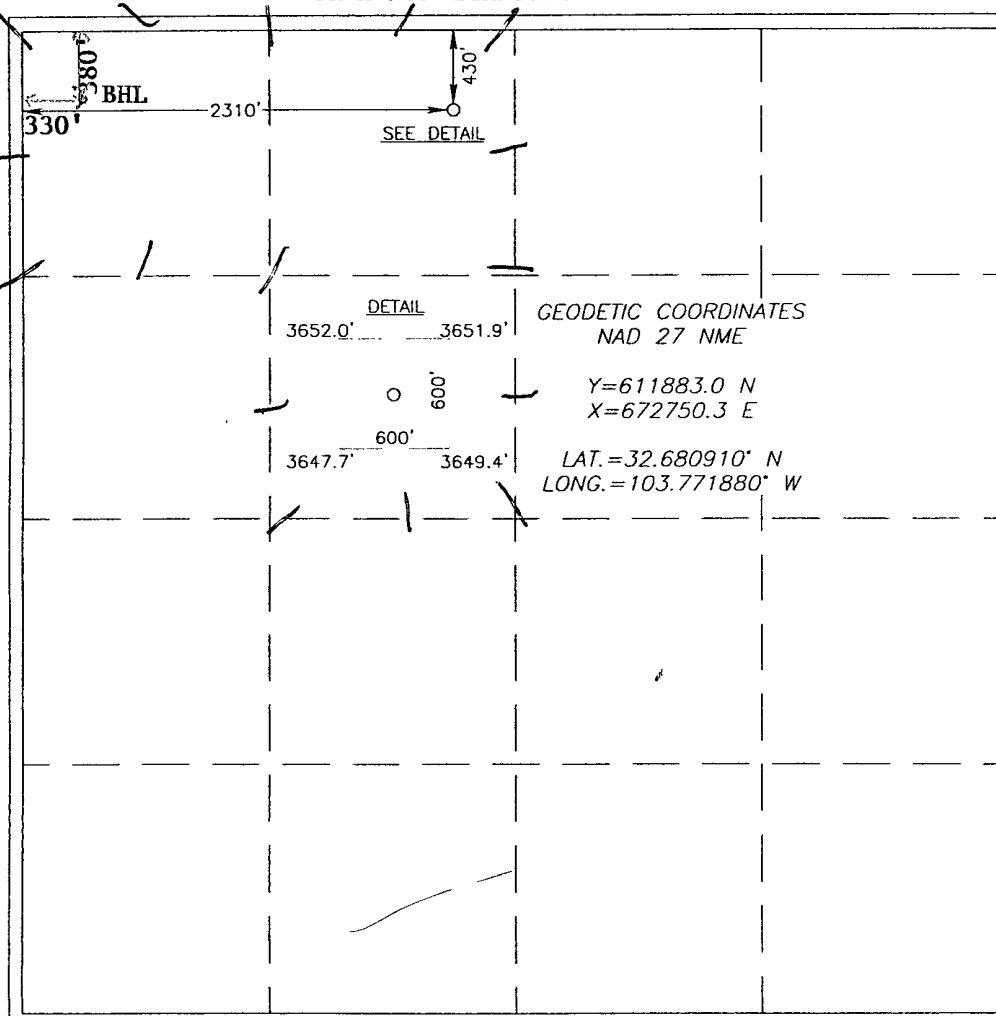 380'
430'
BHL
2310'
330'
SEE DETAIL
DETAIL
3652.0' 3651.9'
600'
600'
3647.7' 3649.4'
GEODETIC COORDINATES
NAD 27 NME
Y=611883.0 N
X=672750.3 E
LAT.=32.680910° N
LONG.=103.771880° W